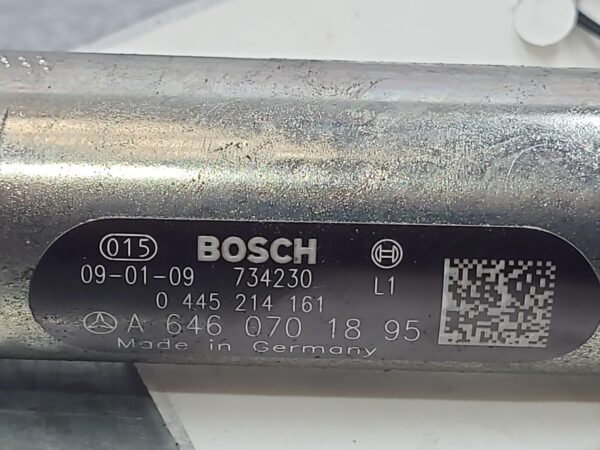 015 BOSCH
09-01-09 734230 L1
0 445 214 161
A 646 070 18 95
Made in Germany